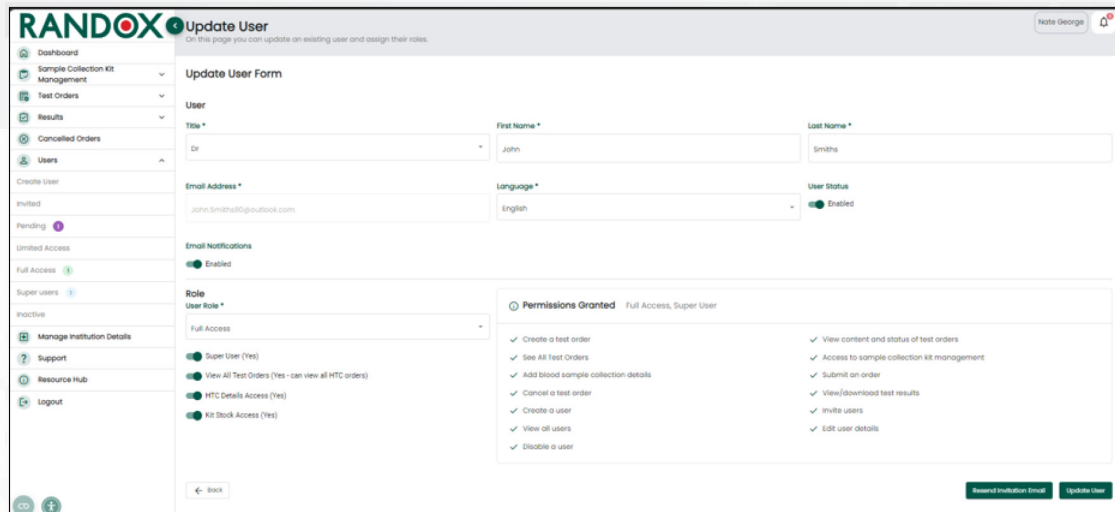 RANDOX
Update User
On this page you can update an existing user and assign their roles.
Nate George
Dashboard
Sample Collection Kit
Management
Test Orders
Results
Cancelled Orders
Users
Create User
Invited
Pending 1
Limited Access
Full Access 1
Super users 1
Inactive
Manage Institution Details
Support
Resource Hub
Logout
Update User Form
User
Title *
Dr
First Name *
John
Last Name *
Smiths
Email Address *
John.Smiths80@outlook.com
Language *
English
User Status
Enabled
Email Notifications
Enabled
Role
User Role *
Full Access
Super User (Yes)
View All Test Orders (Yes - can view all HTC orders)
HTC Details Access (Yes)
Kit Stock Access (Yes)
Permissions Granted Full Access, Super User
Create a test order
See All Test Orders
Add blood sample collection details
Cancel a test order
Create a user
View all users
Disable a user
View content and status of test orders
Access to sample collection kit management
Submit an order
View/download test results
Invite users
Edit user details
Back
Resend Invitation Email
Update User